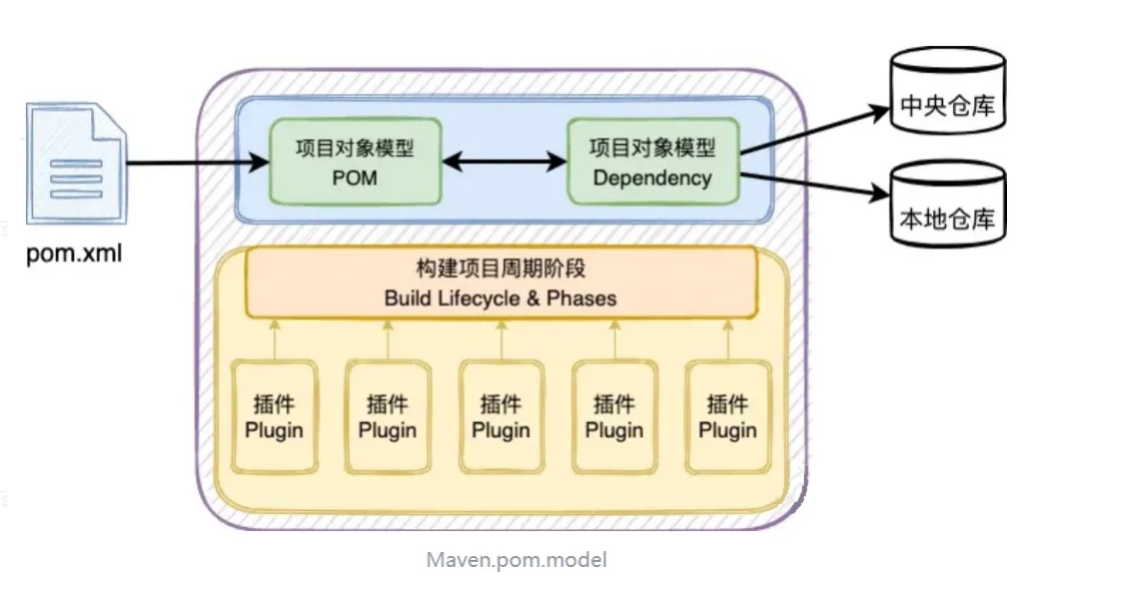 pom.xml
项目对象模型
POM
项目对象模型
Dependency
中央仓库
本地仓库
构建项目周期阶段
Build Lifecycle & Phases
插件
Plugin
插件
Plugin
插件
Plugin
插件
Plugin
插件
Plugin
Maven.pom.model